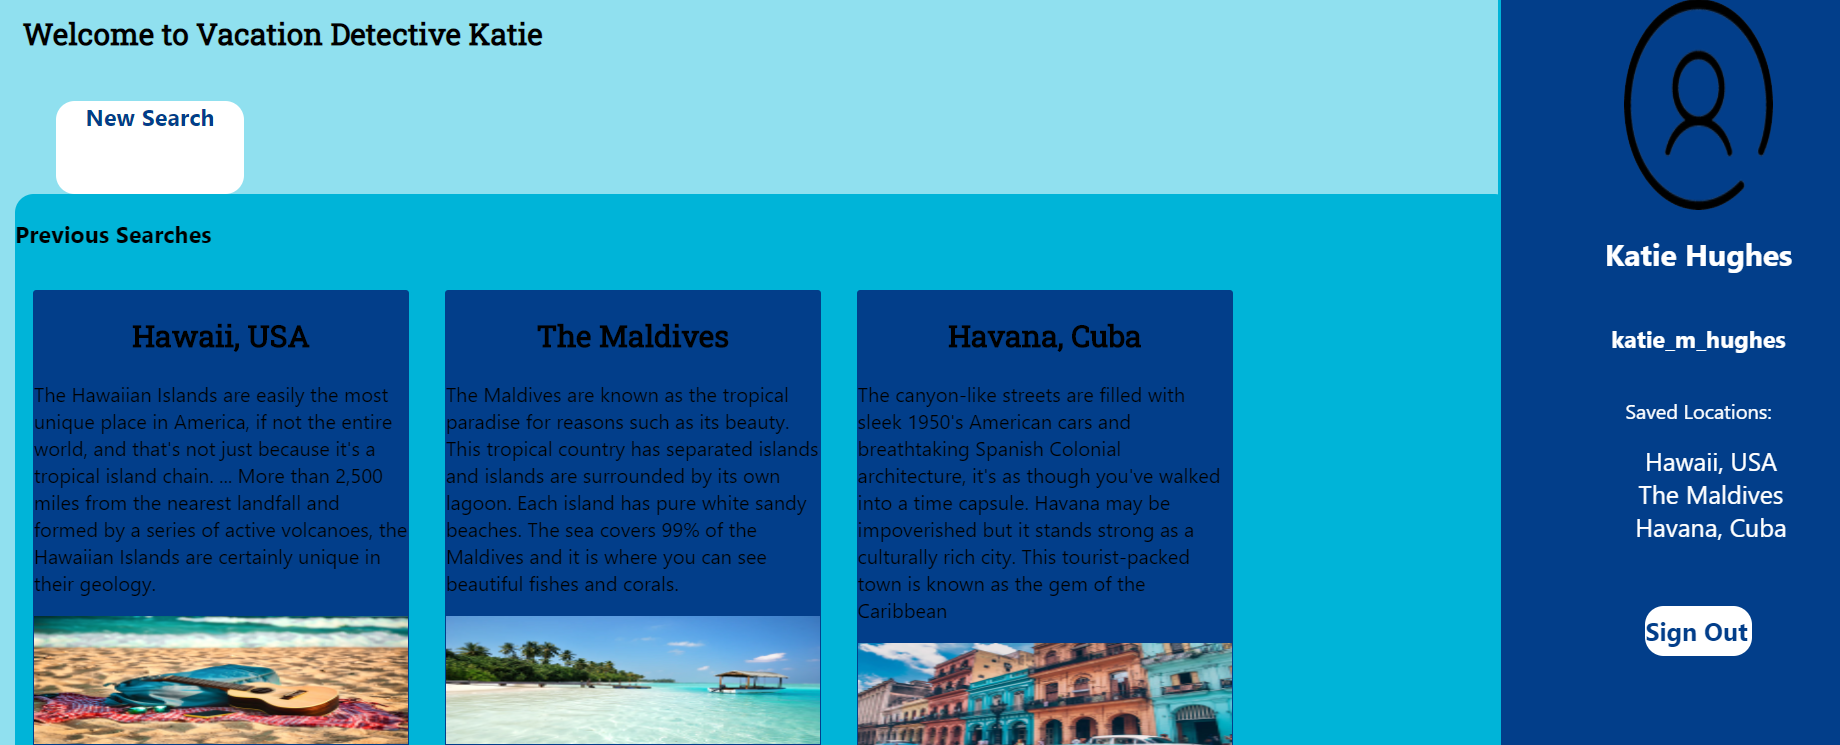 Welcome to Vacation Detective Katie
New Search
Previous Searches
Hawaii, USA
The Hawaiian Islands are easily the most
unique place in America, if not the entire
world, and that's not just because it's a
tropical island chain. ... More than 2,500
miles from the nearest landfall and
formed by a series of active volcanoes, the
Hawaiian Islands are certainly unique in
their geology.
The Maldives
The Maldives are known as the tropical
paradise for reasons such as its beauty.
This tropical country has separated islands
and islands are surrounded by its own
lagoon. Each island has pure white sandy
beaches. The sea covers 99% of the
Maldives and it is where you can see
beautiful fishes and corals.
Havana, Cuba
The canyon-like streets are filled with
sleek 1950's American cars and
breathtaking Spanish Colonial
architecture, it's as though you've walked
into a time capsule. Havana may be
impoverished but it stands strong as a
culturally rich city. This tourist-packed
town is known as the gem of the
Caribbean
Katie Hughes
katie_m_hughes
Saved Locations:
Hawaii, USA
The Maldives
Havana, Cuba
Sign Out